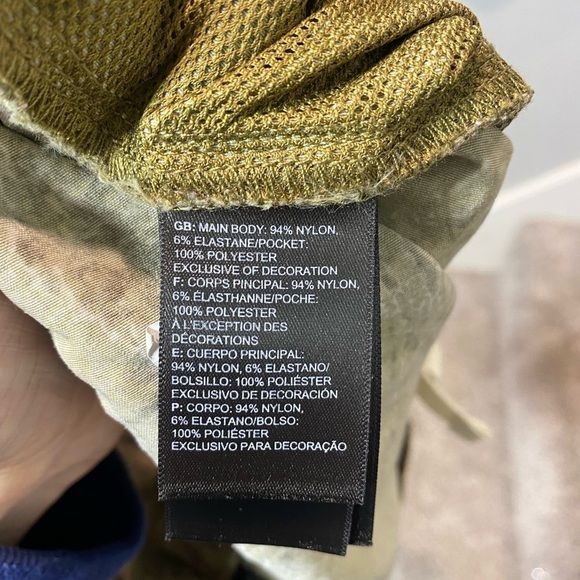 GB: MAIN BODY: 94% NYLON,
6% ELASTANE/POCKET:
100% POLYESTER
EXCLUSIVE OF DECORATION
F: CORPS PINCIPAL: 94% NYLON,
6% ÉLASTHANNE/POCHE:
100% POLYESTER
À L'EXCEPTION DES
DÉCORATIONS
E: CUERPO PRINCIPAL:
94% NYLON, 6% ELASTANO/
BOLSILLO: 100% POLIÉSTER
EXCLUSIVO DE DECORACIÓN
P: CORPO: 94% NYLON,
6% ELASTANO/BOLSO:
100% POLIÉSTER
EXCLUSIVO PARA DECORAÇÃO